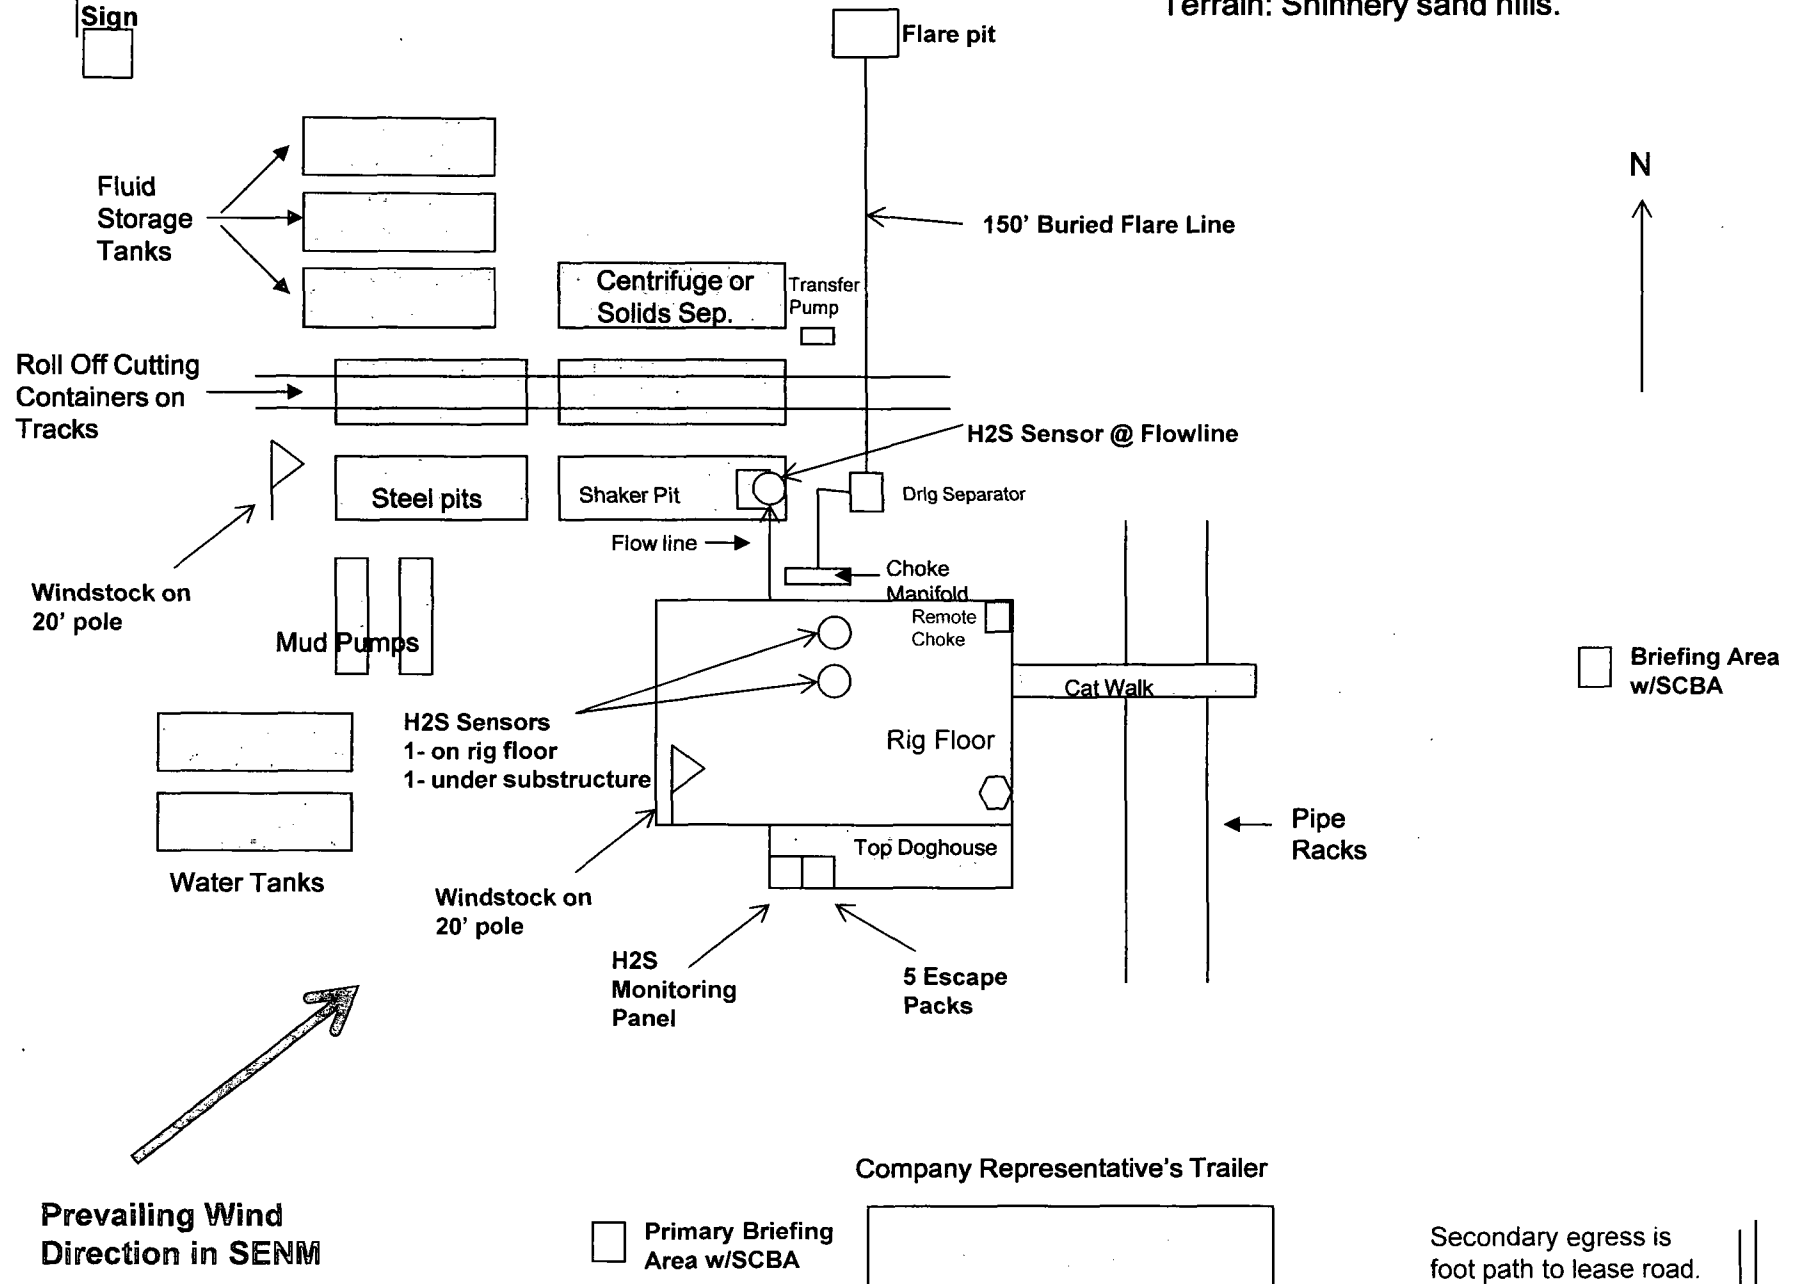 Sign
Terrain: Shinnery sand hills.
Flare pit
N
Fluid
Storage
Tanks
150' Buried Flare Line
Centrifuge or
Solids Sep.
Transfer
Pump
Roll Off Cutting
Containers on
Tracks
H2S Sensor @ Flowline
Steel pits
Shaker Pit
Drlg Separator
Flow line
Choke
Manifold
Windstock on
20' pole
Remote
Choke
Mud Pumps
Briefing Area
w/SCBA
Cat Walk
H2S Sensors
1- on rig floor
1- under substructure
Rig Floor
Pipe
Racks
Top Doghouse
Water Tanks
Windstock on
20' pole
H2S
Monitoring
Panel
5 Escape
Packs
Company Representative's Trailer
Prevailing Wind
Direction in SENM
Primary Briefing
Area w/SCBA
Secondary egress is
foot path to lease road.